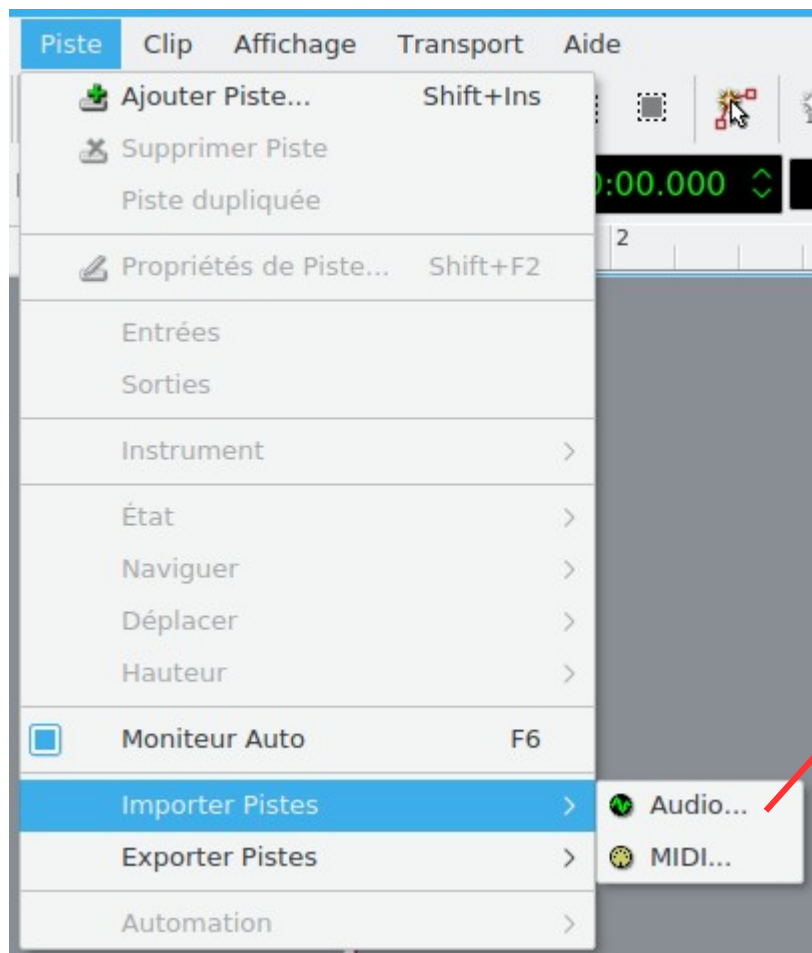 Piste Clip Affichage Transport Aide
Ajouter Piste... Shift+Ins
Supprimer Piste
Piste dupliquée
:00.000
2
Propriétés de Piste... Shift+F2
Entrées
Sorties
Instrument
État
Naviguer
Déplacer
Hauteur
Moniteur Auto F6
Importer Pistes
Audio...
Exporter Pistes
MIDI...
Automation